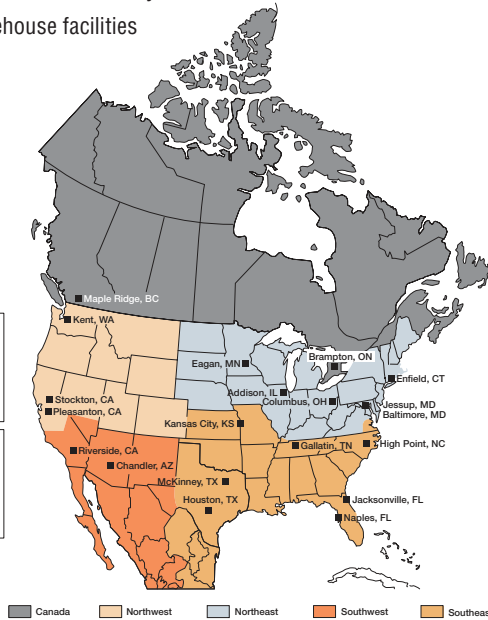 ehouse facilities
Maple Ridge, BC
Kent, WA
Brampton, ON
Eagan, MN
Enfield, CT
Addison, IL
Columbus, OH
Stockton, CA
Pleasanton, CA
Jessup, MD
Baltimore, MD
Kansas City, KS
High Point, NC
Gallatin, TN
Riverside, CA
Chandler, AZ
McKinney, TX
Houston, TX
Jacksonville, FL
Naples, FL
Canada Northwest Northeast Southwest Southeas